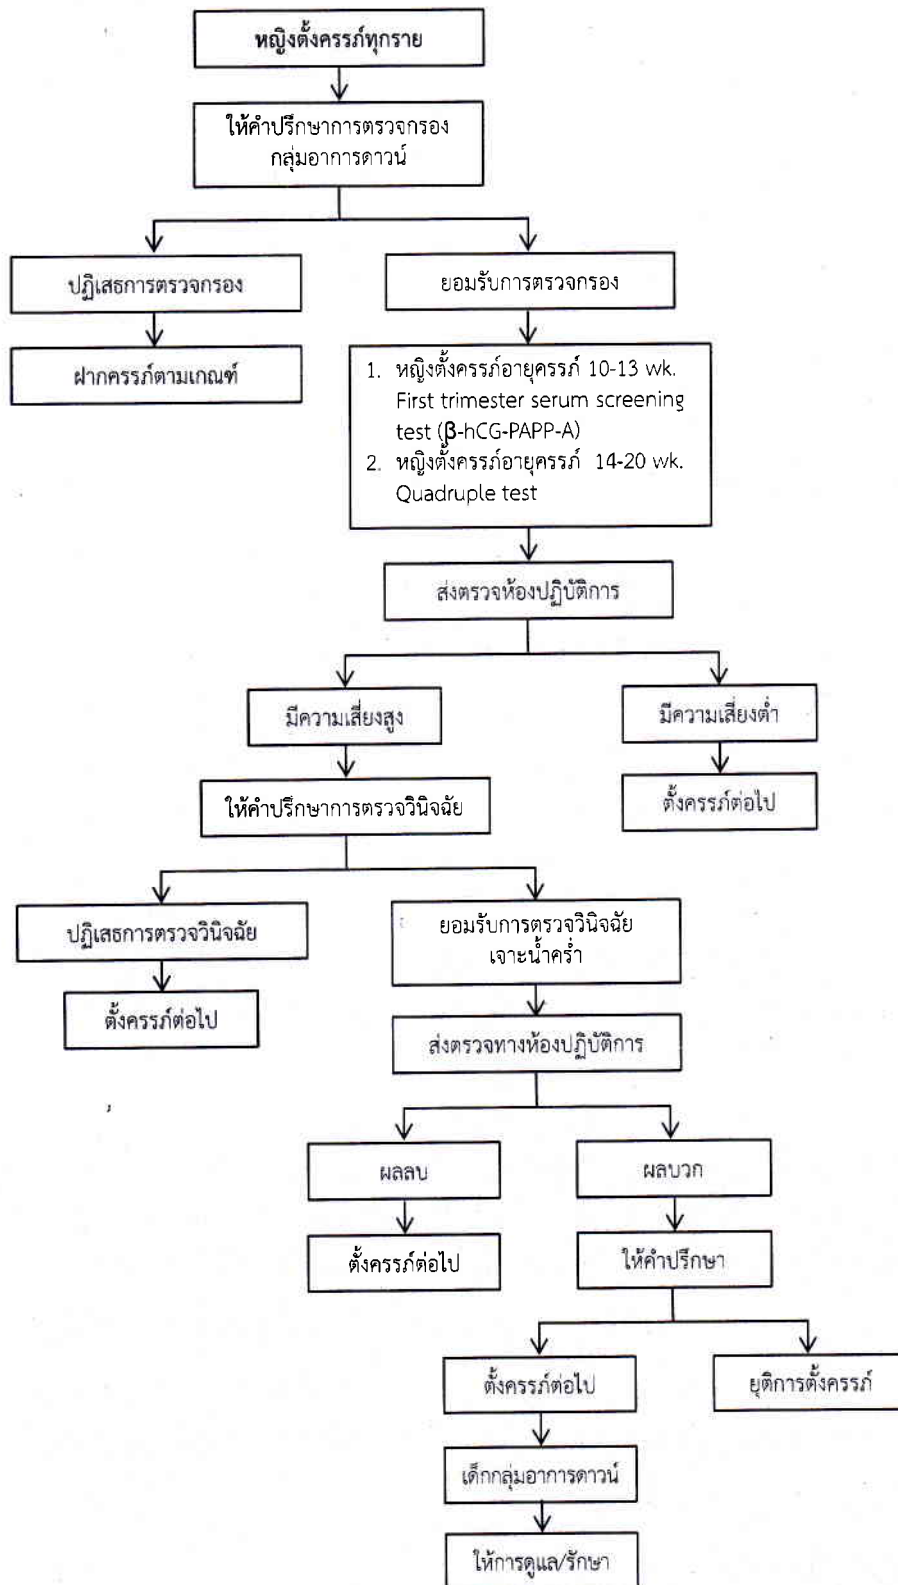 หญิงตั้งครรภ์ทุกราย
ให้คำปรึกษาการตรวจกรอง
กลุ่มอาการดาวน์
ปฏิเสธการตรวจกรอง
ยอมรับการตรวจกรอง
ฝากครรภ์ตามเกณฑ์
1. หญิงตั้งครรภ์อายุครรภ์ 10-13 wk.
First trimester serum screening
test (β-hCG-PAPP-A)
2. หญิงตั้งครรภ์อายุครรภ์ 14-20 wk.
Quadruple test
ส่งตรวจห้องปฏิบัติการ
มีความเสี่ยงสูง
มีความเสี่ยงต่ำ
ให้คำปรึกษาการตรวจวินิจฉัย
ตั้งครรภ์ต่อไป
ปฏิเสธการตรวจวินิจฉัย
ยอมรับการตรวจวินิจฉัย
เจาะน้ำคร่ำ
ตั้งครรภ์ต่อไป
ส่งตรวจทางห้องปฏิบัติการ
ผลลบ
ผลบวก
ตั้งครรภ์ต่อไป
ให้คำปรึกษา
ตั้งครรภ์ต่อไป
ยุติการตั้งครรภ์
เด็กกลุ่มอาการดาวน์
ให้การดูแล/รักษา